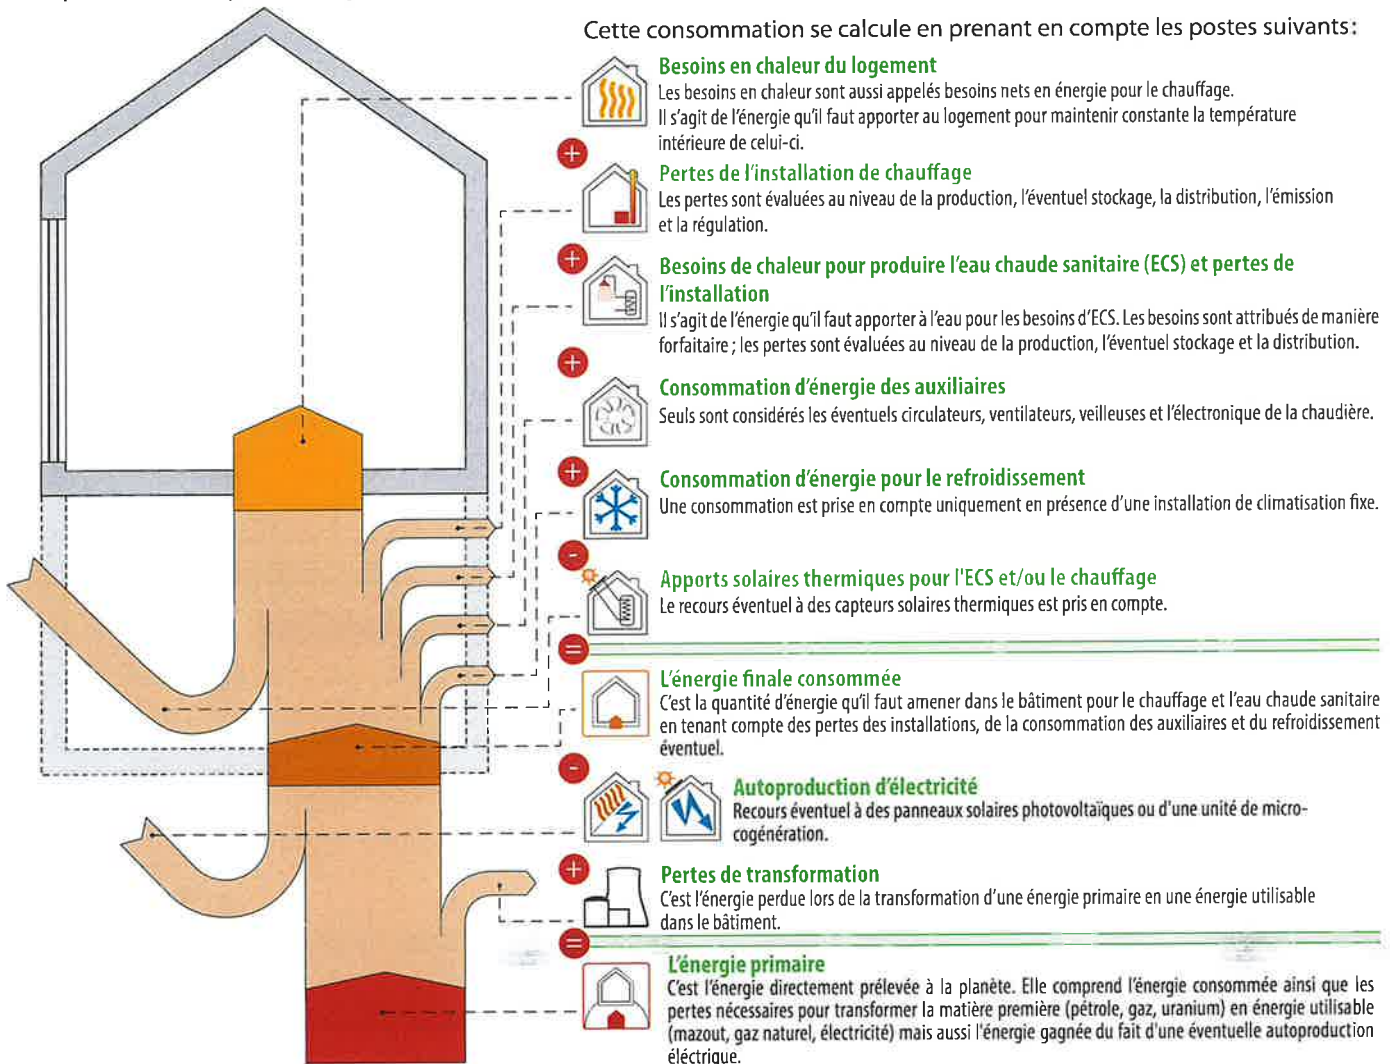 Cette consommation se calcule en prenant en compte les postes suivants:
Besoins en chaleur du logement
Les besoins en chaleur sont aussi appelés besoins nets en énergie pour le chauffage.
Il s'agit de l'énergie qu'il faut apporter au logement pour maintenir constante la température
intérieure de celui-ci.
+
Pertes de l'installation de chauffage
Les pertes sont évaluées au niveau de la production, l'éventuel stockage, la distribution, l'émission
et la régulation.
+
Besoins de chaleur pour produire l'eau chaude sanitaire (ECS) et pertes de
l'installation
Il s'agit de l'énergie qu'il faut apporter à l'eau pour les besoins d'ECS. Les besoins sont attribués de manière
forfaitaire ; les pertes sont évaluées au niveau de la production, l'éventuel stockage et la distribution.
+
Consommation d'énergie des auxiliaires
Seuls sont considérés les éventuels circulateurs, ventilateurs, veilleuses et l'électronique de la chaudière.
+
Consommation d'énergie pour le refroidissement
Une consommation est prise en compte uniquement en présence d'une installation de climatisation fixe.
-
Apports solaires thermiques pour l'ECS et/ou le chauffage
Le recours éventuel à des capteurs solaires thermiques est pris en compte.
=
L'énergie finale consommée
C'est la quantité d'énergie qu'il faut amener dans le bâtiment pour le chauffage et l'eau chaude sanitaire
en tenant compte des pertes des installations, de la consommation des auxiliaires et du refroidissement
éventuel.
-
Autoproduction d'électricité
Recours éventuel à des panneaux solaires photovoltaïques ou d'une unité de micro-
cogénération.
+
Pertes de transformation
C'est l'énergie perdue lors de la transformation d'une énergie primaire en une énergie utilisable
dans le bâtiment.
=
L'énergie primaire
C'est l'énergie directement prélevée à la planète. Elle comprend l'énergie consommée ainsi que les
pertes nécessaires pour transformer la matière première (pétrole, gaz, uranium) en énergie utilisable
(mazout, gaz naturel, électricité) mais aussi l'énergie gagnée du fait d'une éventuelle autoproduction
éléctrique.